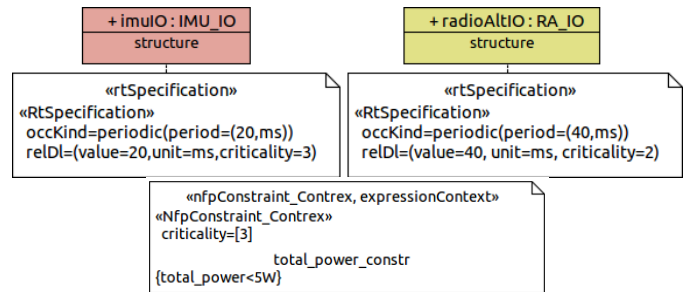 + imuIO : IMU_IO
structure
«rtSpecification»
«RtSpecification»
occKind=periodic(period=(20,ms))
relDl=(value=20,unit=ms,criticality=3)
+ radioAltIO : RA_IO
structure
«rtSpecification»
«RtSpecification»
occKind=periodic(period=(40,ms))
relDl=(value=40, unit=ms, criticality=2)
«nfpConstraint_Contrex, expressionContext»
«NfpConstraint_Contrex»
criticality=[3]
total_power_constr
{total_power<5W}